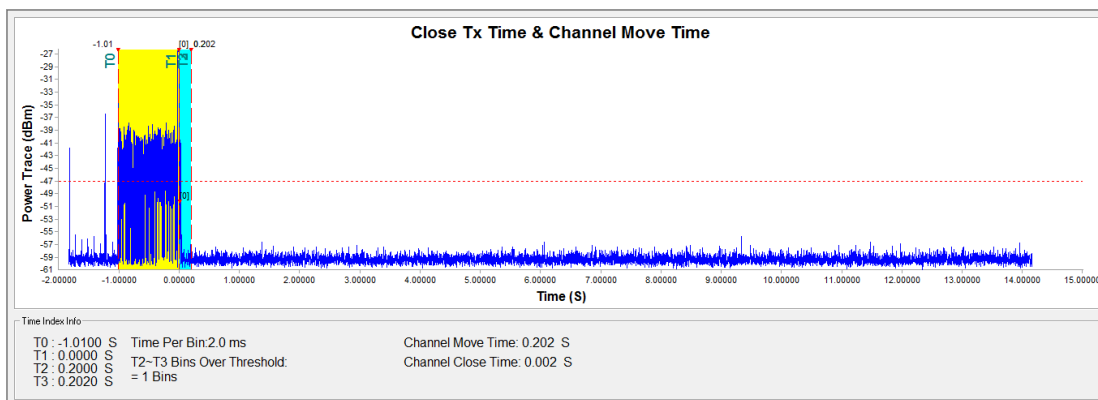 Close Tx Time & Channel Move Time
-1.01
[0]
0.202
T0
T1
T2
Power Trace (dBm)
-27
-29
-31
-33
-35
-37
-39
-41
-43
-45
-47
-49
-51
-53
-55
-57
-59
-61
[0]
-2.00000 -1.00000 0.00000 1.00000 2.00000 3.00000 4.00000 5.00000 6.00000 7.00000 8.00000 9.00000 10.00000 11.00000 12.00000 13.00000 14.00000 15.00000
Time (S)
Time Index Info
T0 : -1.0100 S Time Per Bin:2.0 ms Channel Move Time: 0.202 S
T1 : 0.0000 S
T2~T3 Bins Over Threshold: Channel Close Time: 0.002 S
T2 : 0.2000 S
= 1 Bins
T3 : 0.2020 S